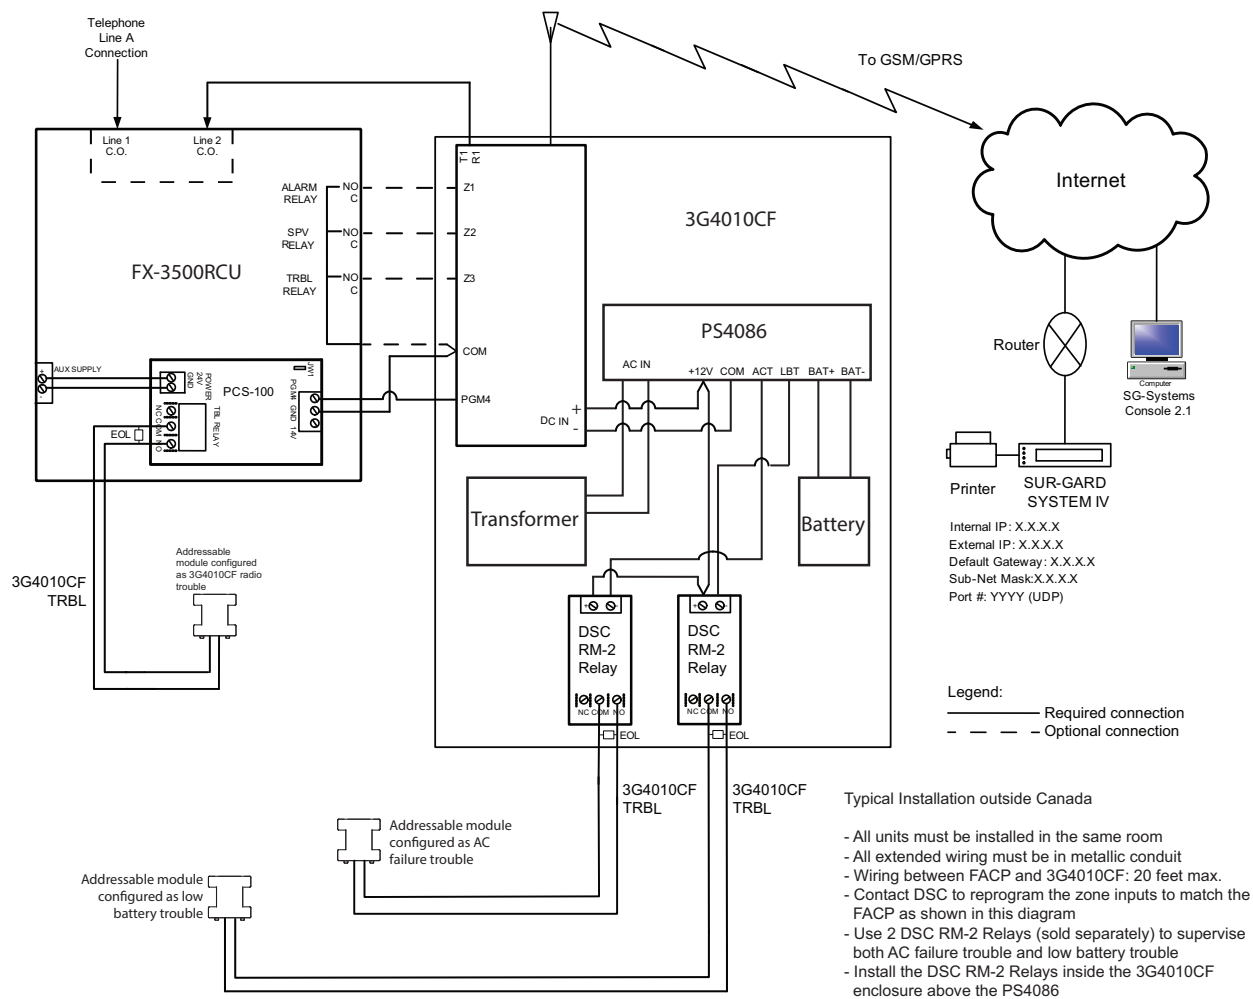 Telephone
Line A
Connection
To GSM/GPRS
Line 1
C.O.
Line 2
C.O.
T1
R1
ALARM
RELAY
NO
C
Z1
SPV
RELAY
NO
C
Z2
TRBL
RELAY
NO
C
Z3
FX-3500RCU
3G4010CF
Internet
COM
PGM4
PS4086
AC IN
+12V COM ACT LBT BAT+ BAT-
DC IN
+
-
AUX SUPPLY
+
-
POWER
24V
GND
PCS-100
JW1
PGM4
GND
14V
TBL RELAY
NC COM NO
EOL
Transformer
Battery
Router
Computer
SG-Systems
Console 2.1
Printer
SUR-GARD
SYSTEM IV
Internal IP: X.X.X.X
External IP: X.X.X.X
Default Gateway: X.X.X.X
Sub-Net Mask:X.X.X.X
Port #: YYYY (UDP)
Addressable
module configured
as 3G4010CF radio
trouble
3G4010CF
TRBL
+ -
DSC
RM-2
Relay
NC COM NO
EOL
+ -
DSC
RM-2
Relay
NC COM NO
EOL
3G4010CF
TRBL
3G4010CF
TRBL
Addressable module
configured as AC
failure trouble
Addressable module
configured as low
battery trouble
Legend:
Required connection
Optional connection
Typical Installation outside Canada
- All units must be installed in the same room
- All extended wiring must be in metallic conduit
- Wiring between FACP and 3G4010CF: 20 feet max.
- Contact DSC to reprogram the zone inputs to match the
FACP as shown in this diagram
- Use 2 DSC RM-2 Relays (sold separately) to supervise
both AC failure trouble and low battery trouble
- Install the DSC RM-2 Relays inside the 3G4010CF
enclosure above the PS4086